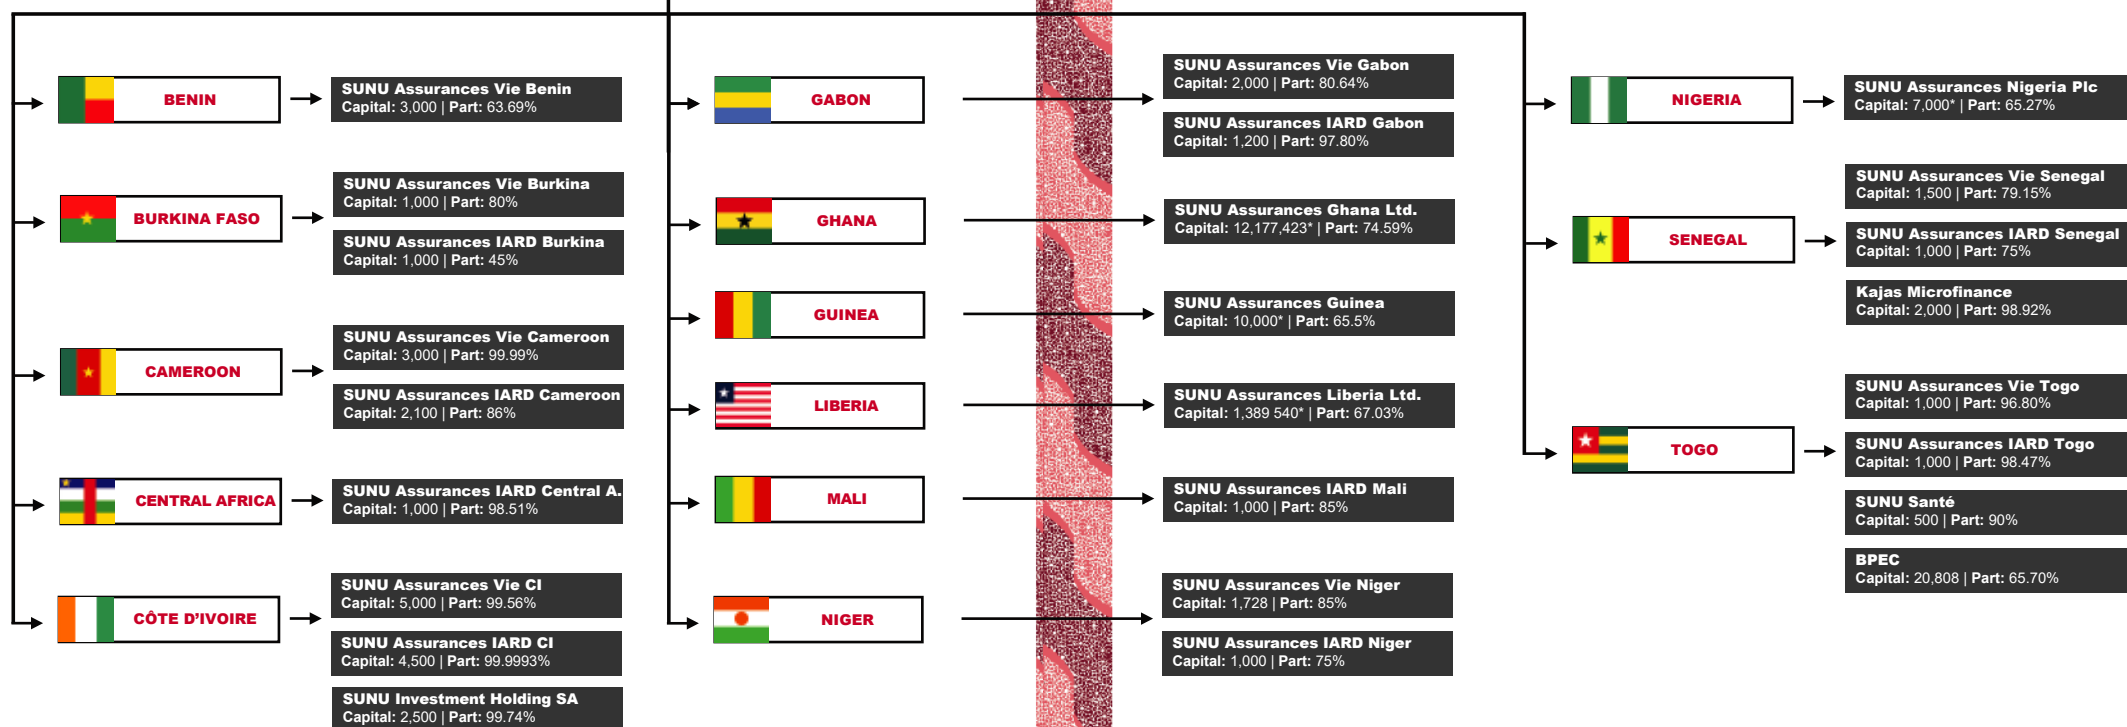 BENIN
SUNU Assurances Vie Benin
Capital: 3,000 | Part: 63.69%
BURKINA FASO
SUNU Assurances Vie Burkina
Capital: 1,000 | Part: 80%
SUNU Assurances IARD Burkina
Capital: 1,000 | Part: 45%
CAMEROON
SUNU Assurances Vie Cameroon
Capital: 3,000 | Part: 99.99%
SUNU Assurances IARD Cameroon
Capital: 2,100 | Part: 86%
CENTRAL AFRICA
SUNU Assurances IARD Central A.
Capital: 1,000 | Part: 98.51%
CÔTE D'IVOIRE
SUNU Assurances Vie CI
Capital: 5,000 | Part: 99.56%
SUNU Assurances IARD CI
Capital: 4,500 | Part: 99.9993%
SUNU Investment Holding SA
Capital: 2,500 | Part: 99.74%
GABON
SUNU Assurances Vie Gabon
Capital: 2,000 | Part: 80.64%
SUNU Assurances IARD Gabon
Capital: 1,200 | Part: 97.80%
GHANA
SUNU Assurances Ghana Ltd.
Capital: 12,177,423* | Part: 74.59%
GUINEA
SUNU Assurances Guinea
Capital: 10,000* | Part: 65.5%
LIBERIA
SUNU Assurances Liberia Ltd.
Capital: 1,389 540* | Part: 67.03%
MALI
SUNU Assurances IARD Mali
Capital: 1,000 | Part: 85%
NIGER
SUNU Assurances Vie Niger
Capital: 1,728 | Part: 85%
SUNU Assurances IARD Niger
Capital: 1,000 | Part: 75%
NIGERIA
SUNU Assurances Nigeria Plc
Capital: 7,000* | Part: 65.27%
SENEGAL
SUNU Assurances Vie Senegal
Capital: 1,500 | Part: 79.15%
SUNU Assurances IARD Senegal
Capital: 1,000 | Part: 75%
Kajas Microfinance
Capital: 2,000 | Part: 98.92%
TOGO
SUNU Assurances Vie Togo
Capital: 1,000 | Part: 96.80%
SUNU Assurances IARD Togo
Capital: 1,000 | Part: 98.47%
SUNU Santé
Capital: 500 | Part: 90%
BPEC
Capital: 20,808 | Part: 65.70%